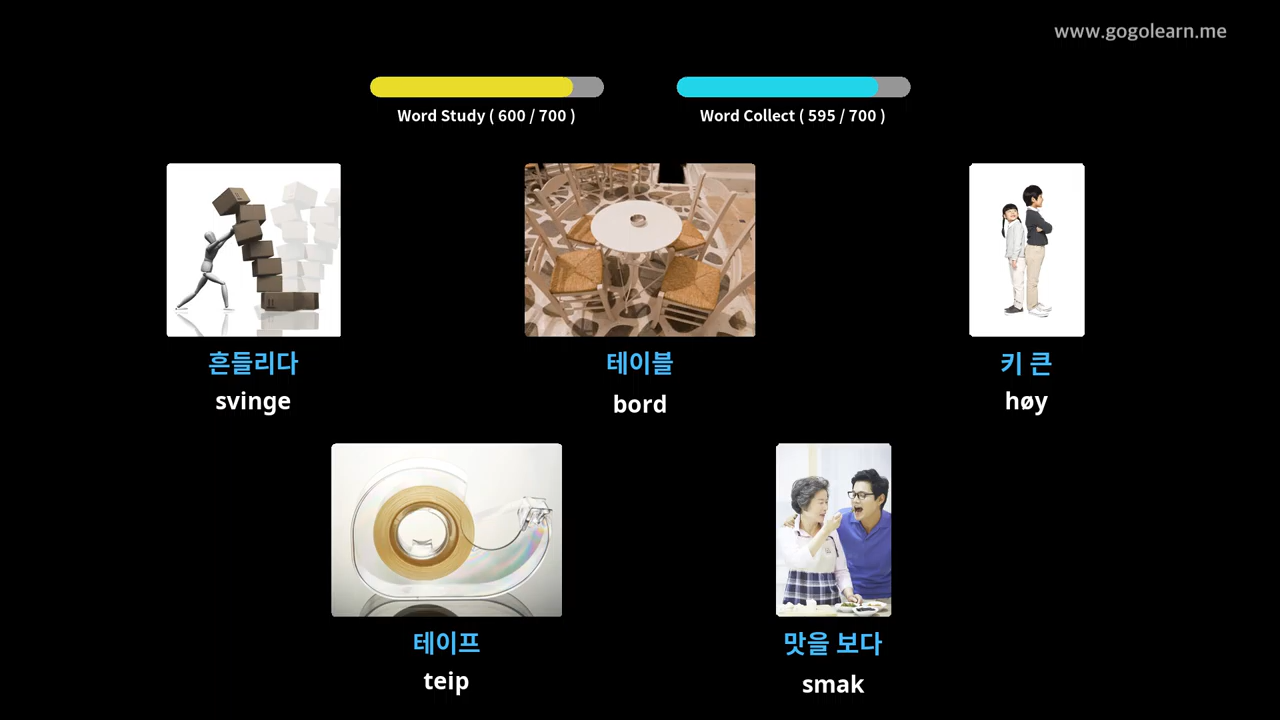 www.gogolearn.me
Word Study ( 600 / 700 )
Word Collect ( 595 / 700 )
흔들리다
svinge
테이블
bord
키 큰
høy
테이프
teip
맛을 보다
smak